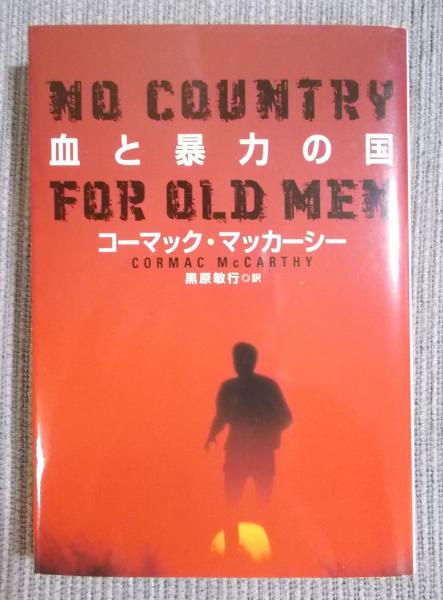 NO COUNTRY
血と暴力の国
FOR OLD MEN
コーマック・マッカーシー
CORMAC McCARTHY
黒原敏行◎訳